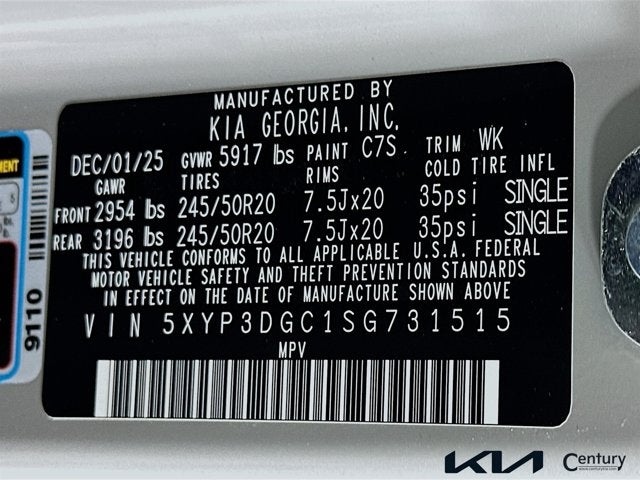 MANUFACTURED BY
KIA GEORGIA, INC.
DEC/01/25 GVWR 5917 lbs PAINT C7S TRIM WK
GAWR TIRES RIMS COLD TIRE INFL
FRONT 2954 lbs 245/50R20 7.5Jx20 35psi SINGLE
REAR 3196 lbs 245/50R20 7.5Jx20 35psi SINGLE
THIS VEHICLE CONFORMS TO ALL APPLICABLE U.S.A. FEDERAL
MOTOR VEHICLE SAFETY AND THEFT PREVENTION STANDARDS
IN EFFECT ON THE DATE OF MANUFACTURE SHOWN ABOVE
VIN 5XYP3DGC1SG731515
MPV
9110
KIA Century